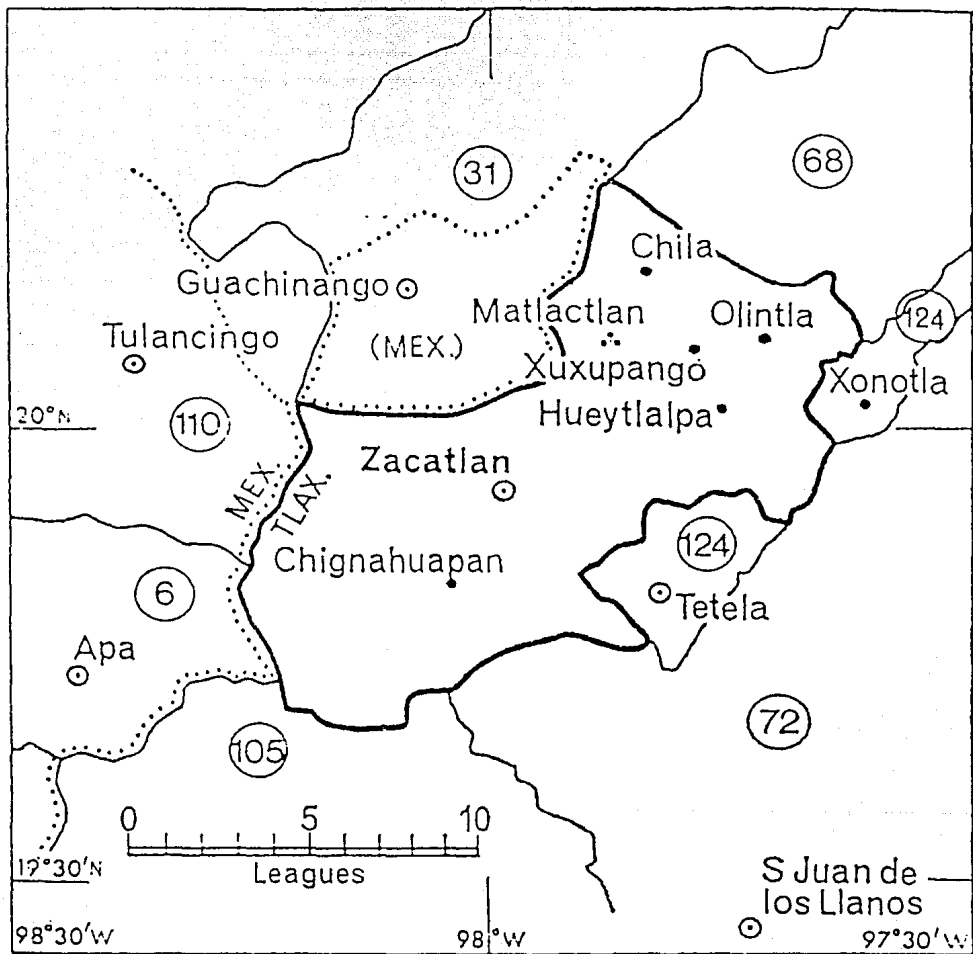 31
68
Chila
Guachinango
Matlactlan
Olintla
124
Tulancingo
(MEX.)
Xuxupango
Xonotla
20°N
110
Hueytlalpa
Zacatlan
MEX.
TLAX.
124
Chignahuapan
6
Tetela
Apa
72
105
0 5 10
Leagues
19°30'N
S Juan de
los Llanos
98°30'W
98°W
97°30'W